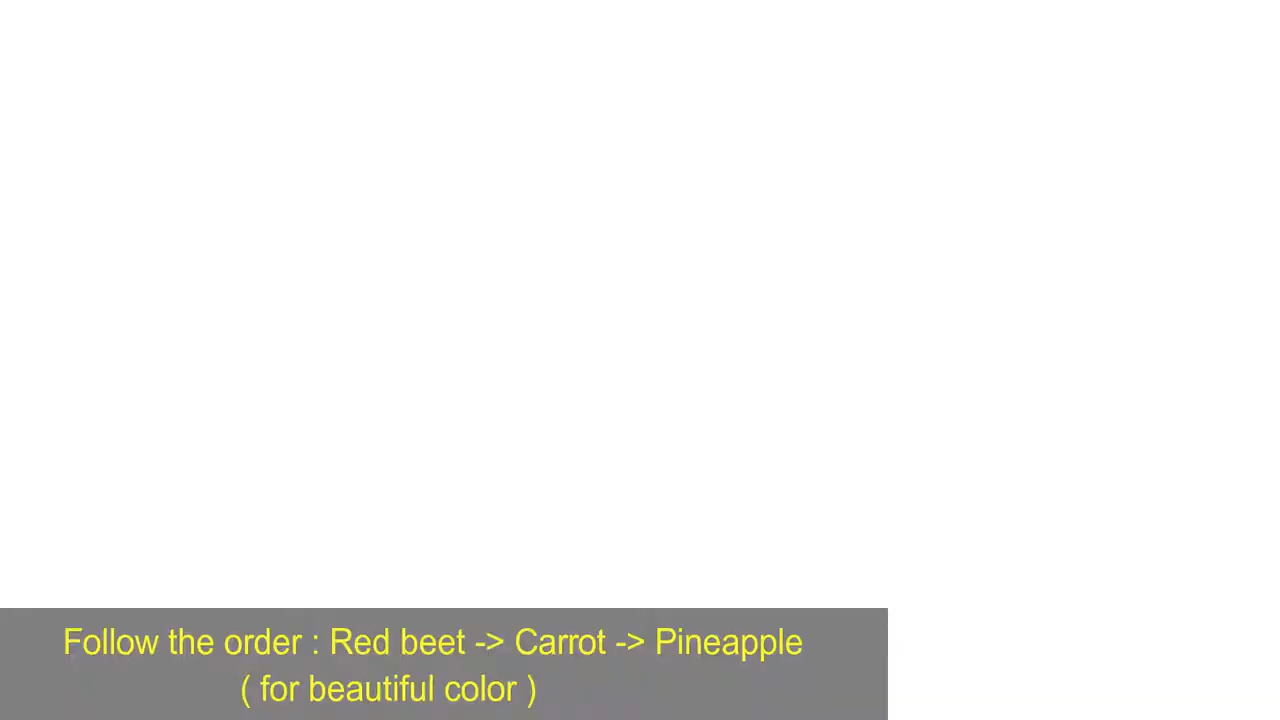 Follow the order : Red beet -> Carrot -> Pineapple
( for beautiful color )